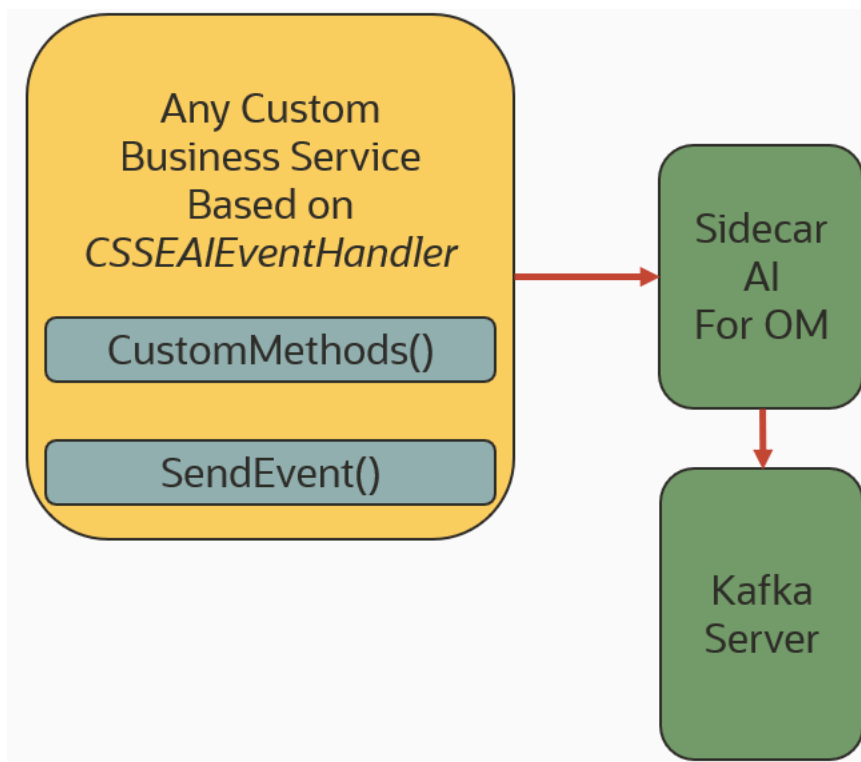 Any Custom
Business Service
Based on
CSSEAIEventHandler
CustomMethods()
SendEvent()
Sidecar
AI
For OM
Kafka
Server